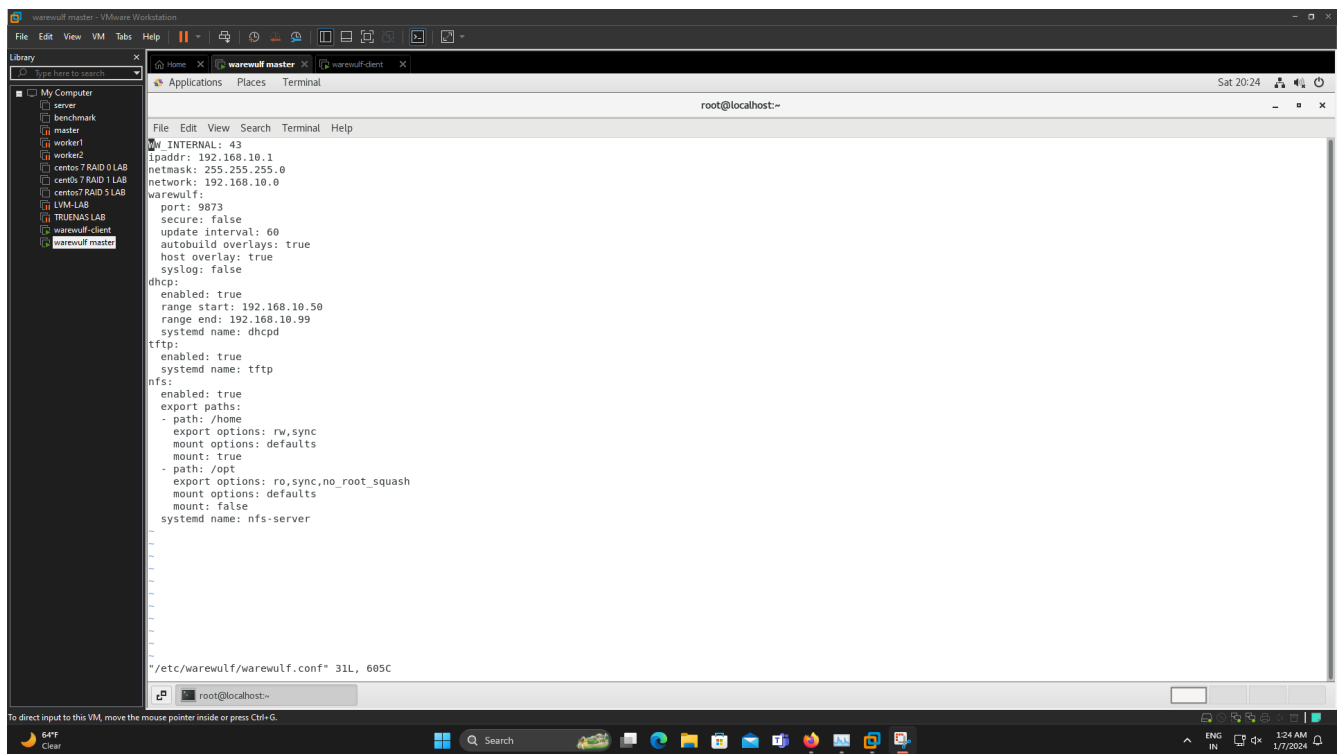 warewulf master - VMware Workstation
File Edit View VM Tabs Help
Library
Type here to search
My Computer
server
benchmark
master
worker1
worker2
centos 7 RAID 0 LAB
cent0s 7 RAID 1 LAB
centos7 RAID 5 LAB
LVM-LAB
TRUENAS LAB
warewulf-client
warewulf master
Home warewulf master warewulf-client
Applications Places Terminal Sat 20:24
root@localhost:~
File Edit View Search Terminal Help
WW_INTERNAL: 43
ipaddr: 192.168.10.1
netmask: 255.255.255.0
network: 192.168.10.0
warewulf:
  port: 9873
  secure: false
  update interval: 60
  autobuild overlays: true
  host overlay: true
  syslog: false
dhcp:
  enabled: true
  range start: 192.168.10.50
  range end: 192.168.10.99
  systemd name: dhcpd
tftp:
  enabled: true
  systemd name: tftp
nfs:
  enabled: true
  export paths:
  - path: /home
    export options: rw,sync
    mount options: defaults
    mount: true
  - path: /opt
    export options: ro,sync,no_root_squash
    mount options: defaults
    mount: false
  systemd name: nfs-server
~
~
~
~
~
~
~
~
~
~
~
"/etc/warewulf/warewulf.conf" 31L, 605C
root@localhost:~
To direct input to this VM, move the mouse pointer inside or press Ctrl+G.
64°F
Clear
Search
ENG
IN
1:24 AM
1/7/2024